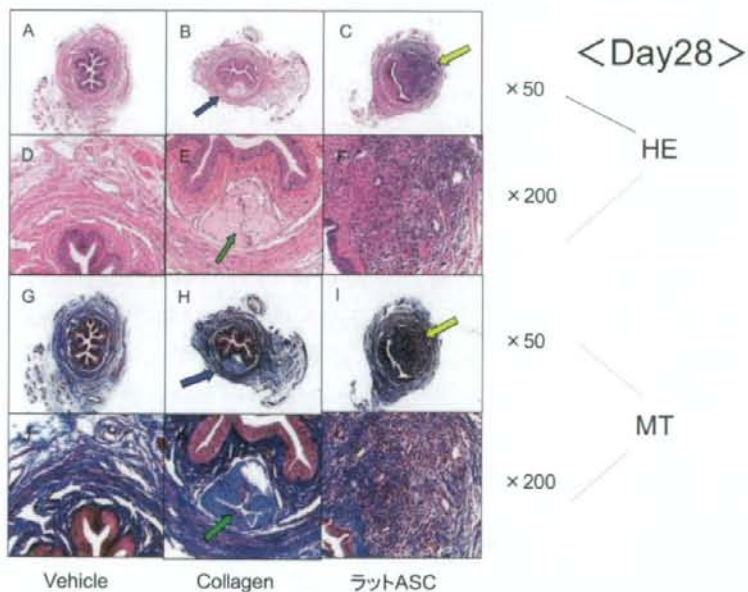 A
B
C
<Day28>
×50
HE
D
E
F
×200
G
H
I
×50
MT
×200
Vehicle
Collagen
ラットASC